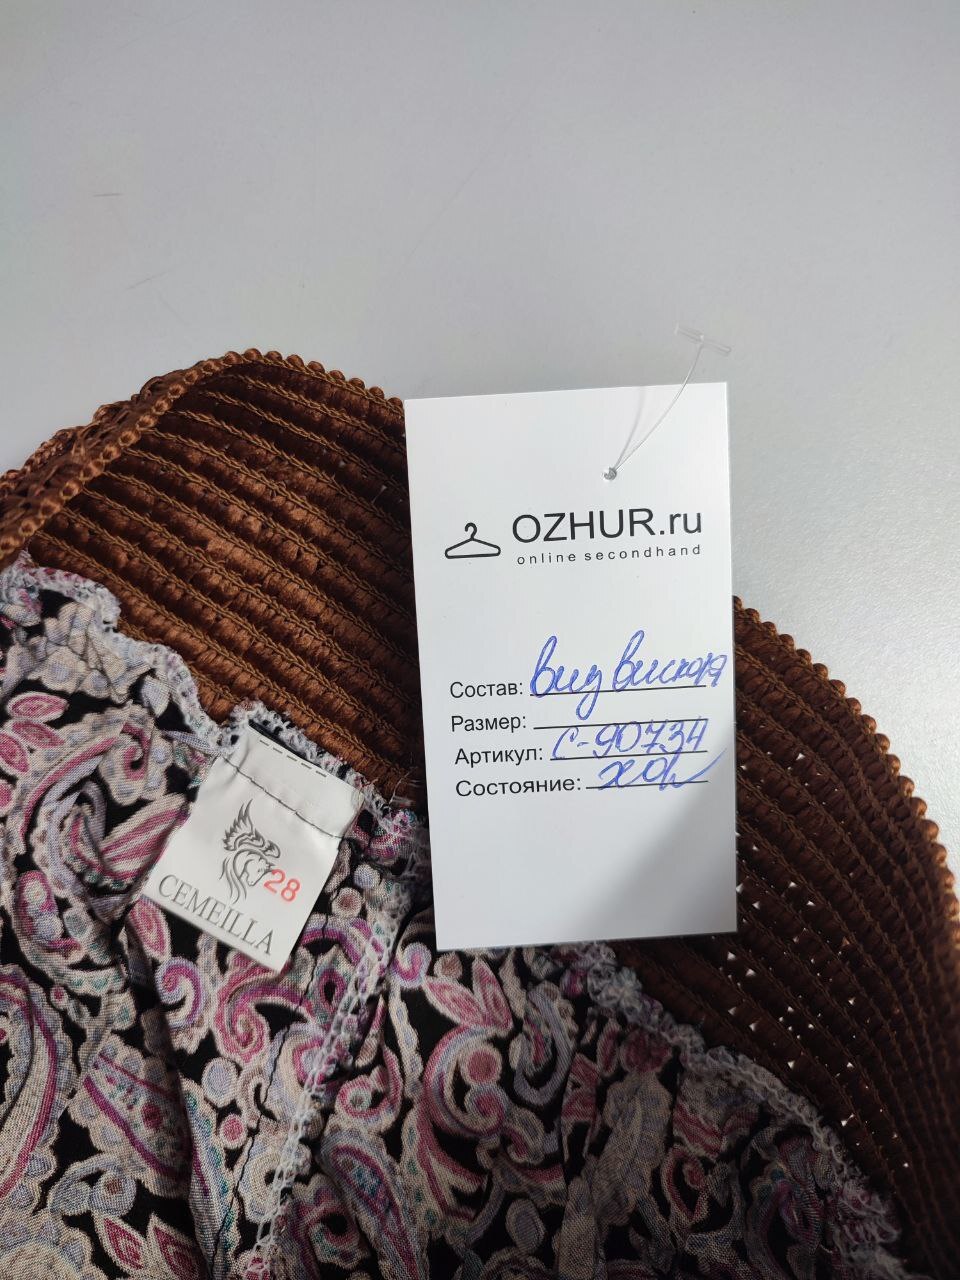 OZHUR.ru
online secondhand
Состав: вид вискоза
Размер:
Артикул: С-90734
Состояние: хор
28
CEMEILLA